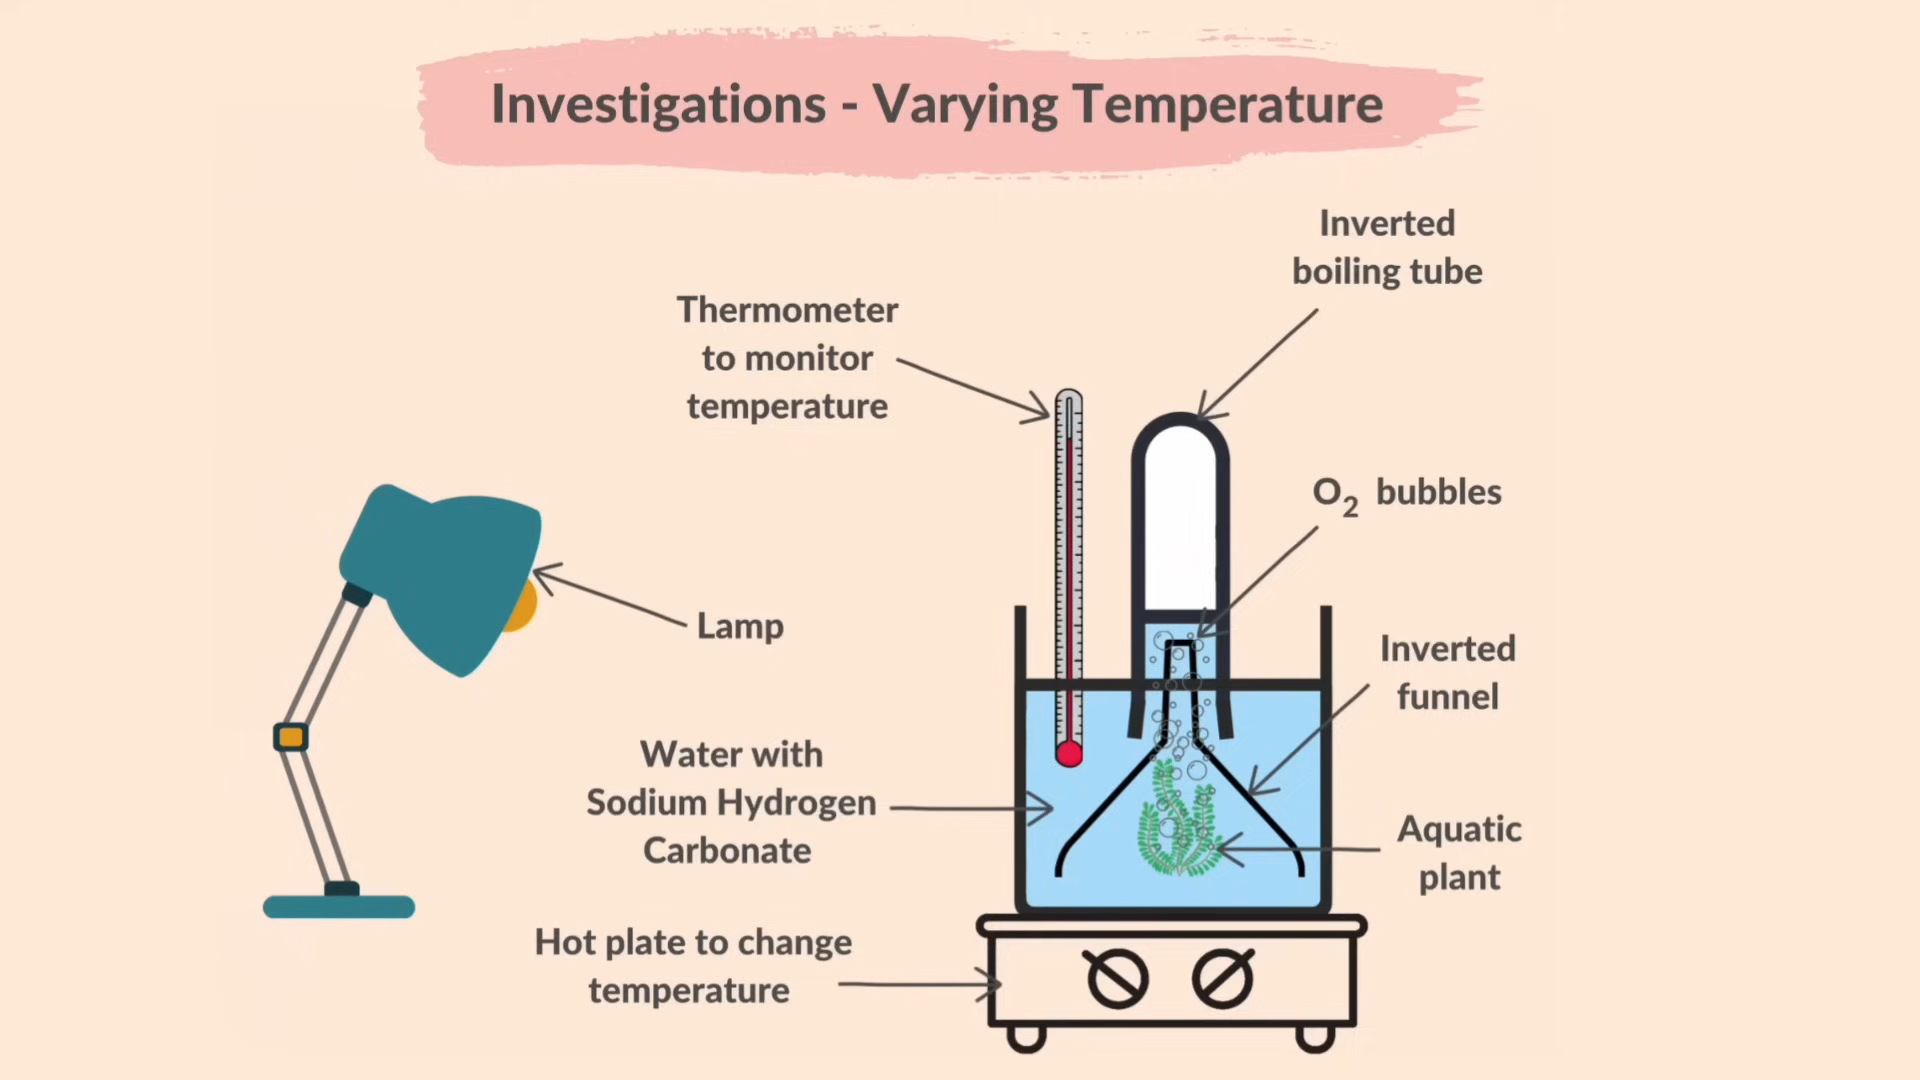 Investigations - Varying Temperature
Inverted
boiling tube
Thermometer
to monitor
temperature
O₂ bubbles
Lamp
Inverted
funnel
Water with
Sodium Hydrogen
Carbonate
Aquatic
plant
Hot plate to change
temperature